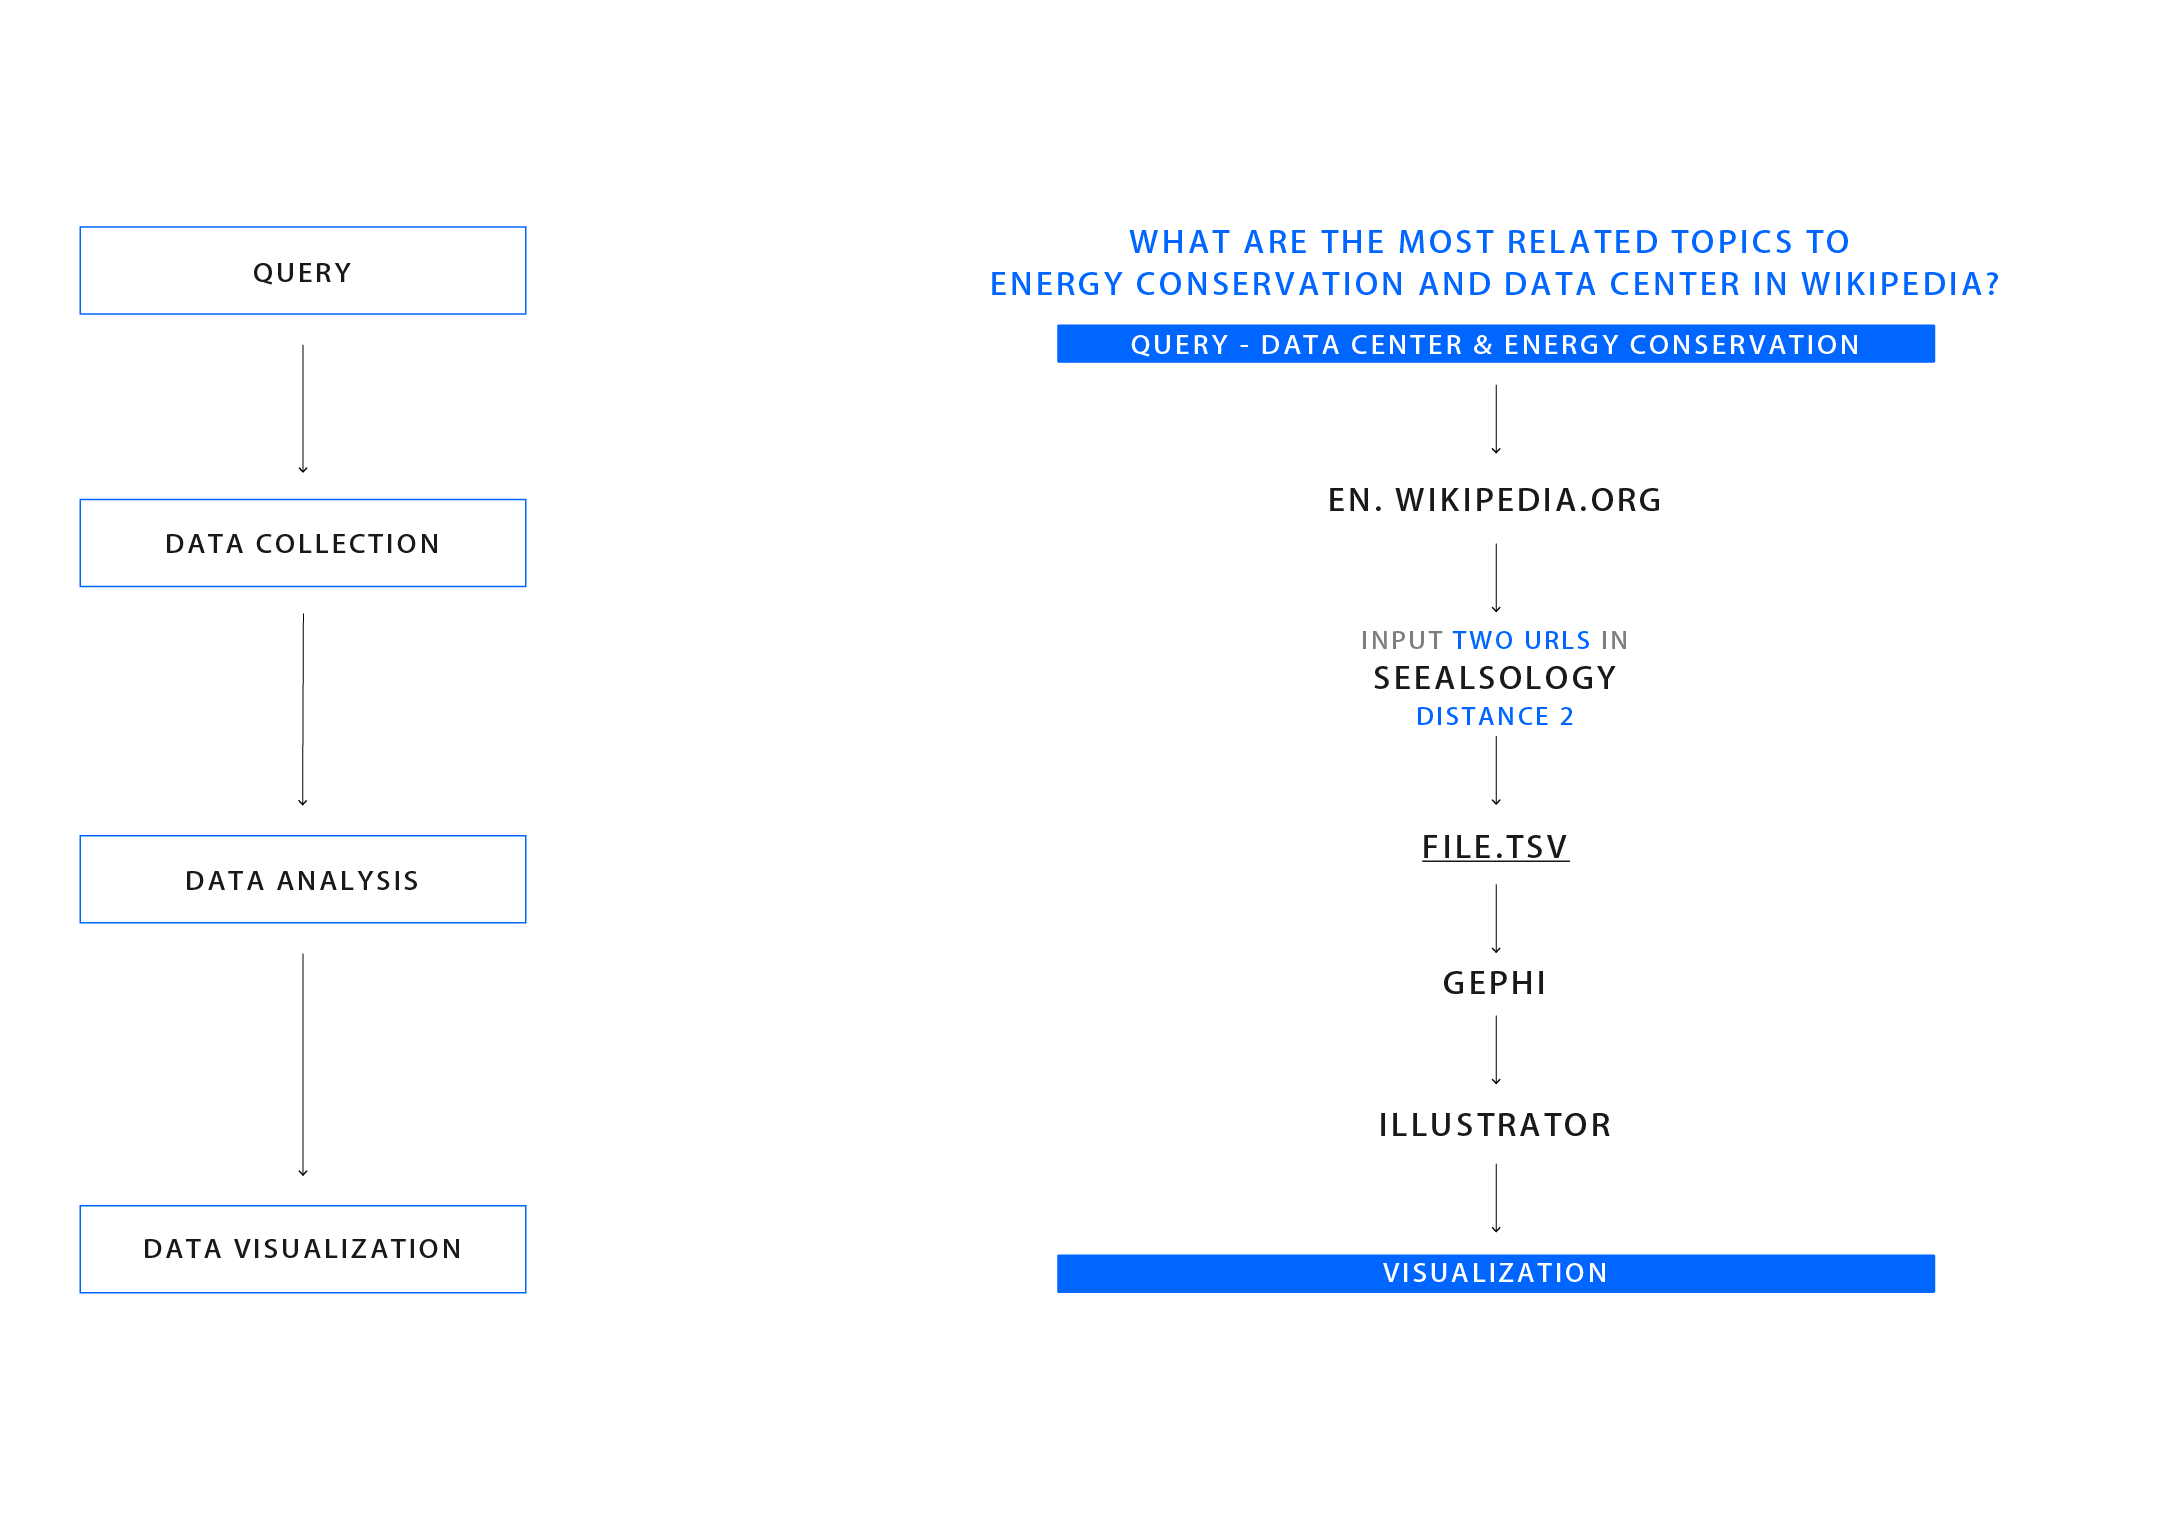 QUERY
DATA COLLECTION
DATA ANALYSIS
DATA VISUALIZATION
WHAT ARE THE MOST RELATED TOPICS TO
ENERGY CONSERVATION AND DATA CENTER IN WIKIPEDIA?
QUERY - DATA CENTER & ENERGY CONSERVATION
EN. WIKIPEDIA.ORG
INPUT TWO URLS IN
SEEALSOLOGY
DISTANCE 2
FILE.TSV
GEPHI
ILLUSTRATOR
VISUALIZATION